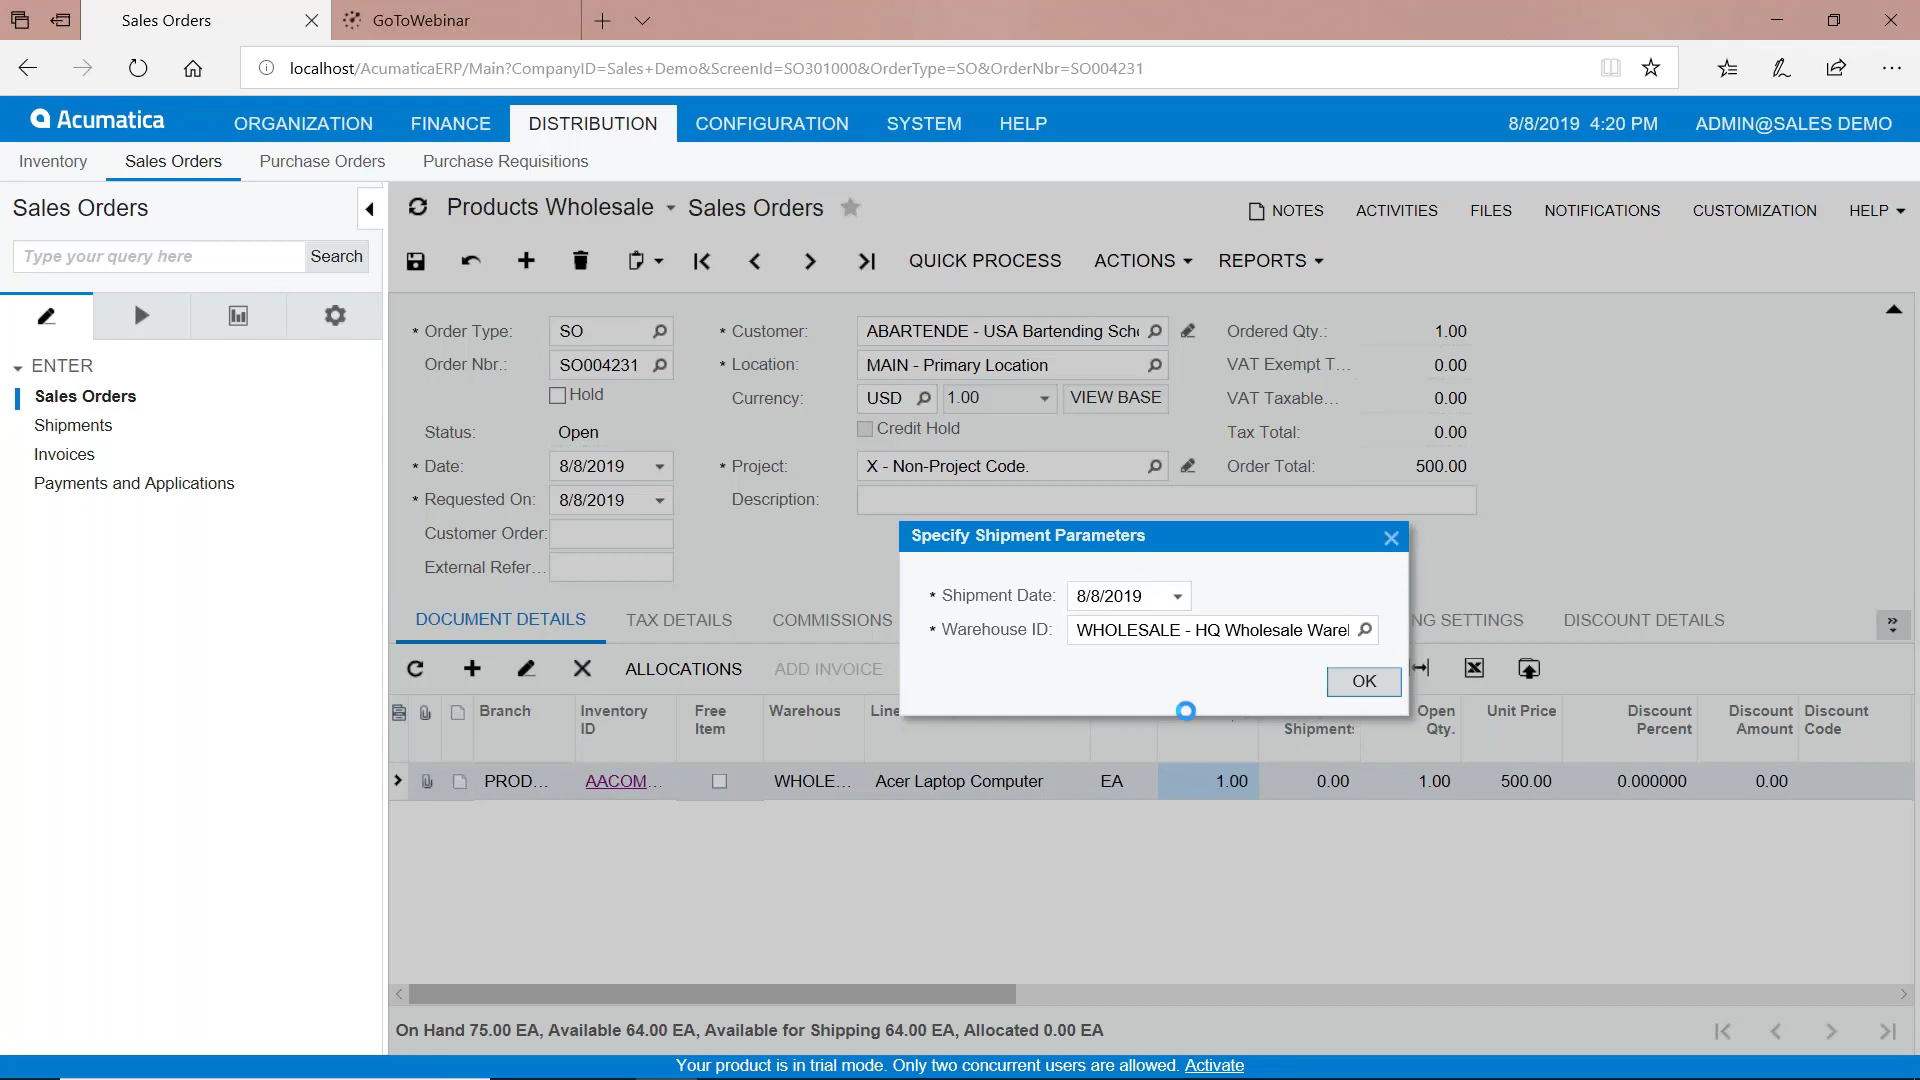 Sales Orders
GoToWebinar
localhost/AcumaticaERP/Main?CompanyID=Sales+Demo&ScreenId=SO301000&OrderType=SO&OrderNbr=SO004231
Acumatica
ORGANIZATION FINANCE DISTRIBUTION CONFIGURATION SYSTEM HELP
8/8/2019 4:20 PM ADMIN@SALES DEMO
Inventory Sales Orders Purchase Orders Purchase Requisitions
Sales Orders
Type your query here Search
ENTER
Sales Orders
Shipments
Invoices
Payments and Applications
Products Wholesale Sales Orders
NOTES ACTIVITIES FILES NOTIFICATIONS CUSTOMIZATION HELP
QUICK PROCESS ACTIONS REPORTS
* Order Type: SO * Customer: ABARTENDE - USA Bartending Sch Ordered Qty.: 1.00
Order Nbr.: SO004231 * Location: MAIN - Primary Location VAT Exempt T... 0.00
Hold Currency: USD 1.00 VIEW BASE VAT Taxable... 0.00
Status: Open Credit Hold Tax Total: 0.00
* Date: 8/8/2019 * Project: X - Non-Project Code. Order Total: 500.00
* Requested On: 8/8/2019 Description:
Customer Order:
External Refer...
Specify Shipment Parameters
* Shipment Date: 8/8/2019
* Warehouse ID: WHOLESALE - HQ Wholesale Ware
OK
DOCUMENT DETAILS TAX DETAILS COMMISSIONS NG SETTINGS DISCOUNT DETAILS
ALLOCATIONS ADD INVOICE
Branch Inventory ID Free Item Warehous Line Shipment: Open Qty. Unit Price Discount Percent Discount Amount Discount Code
PROD... AACOM... WHOLE... Acer Laptop Computer EA 1.00 0.00 1.00 500.00 0.000000 0.00
On Hand 75.00 EA, Available 64.00 EA, Available for Shipping 64.00 EA, Allocated 0.00 EA
Your product is in trial mode. Only two concurrent users are allowed. Activate